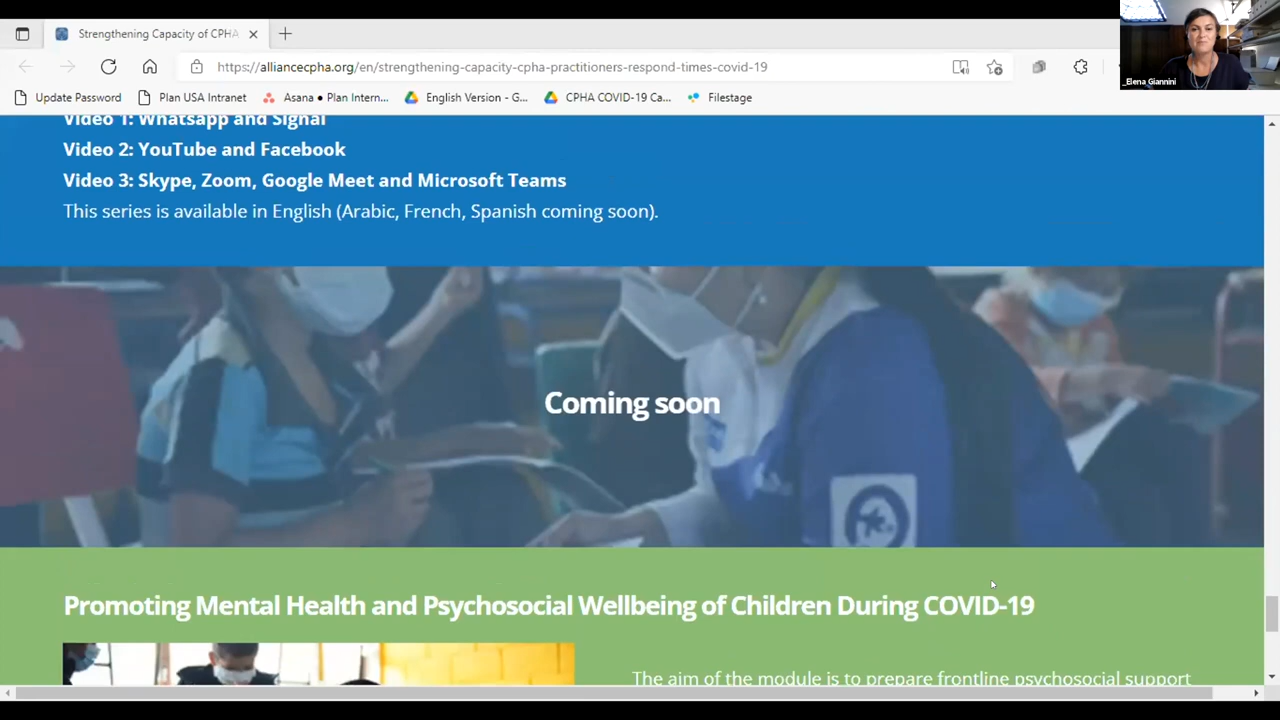 Strengthening Capacity of CPHA
https://alliancecpha.org/en/strengthening-capacity-cpha-practitioners-respond-times-covid-19
Update Password
Plan USA Intranet
Asana ● Plan Intern...
English Version - G...
CPHA COVID-19 Ca...
Filestage
_Elena Giannini
Video 1: Whatsapp and Signal
Video 2: YouTube and Facebook
Video 3: Skype, Zoom, Google Meet and Microsoft Teams
This series is available in English (Arabic, French, Spanish coming soon).
Coming soon
Promoting Mental Health and Psychosocial Wellbeing of Children During COVID-19
The aim of the module is to prepare frontline psychosocial support